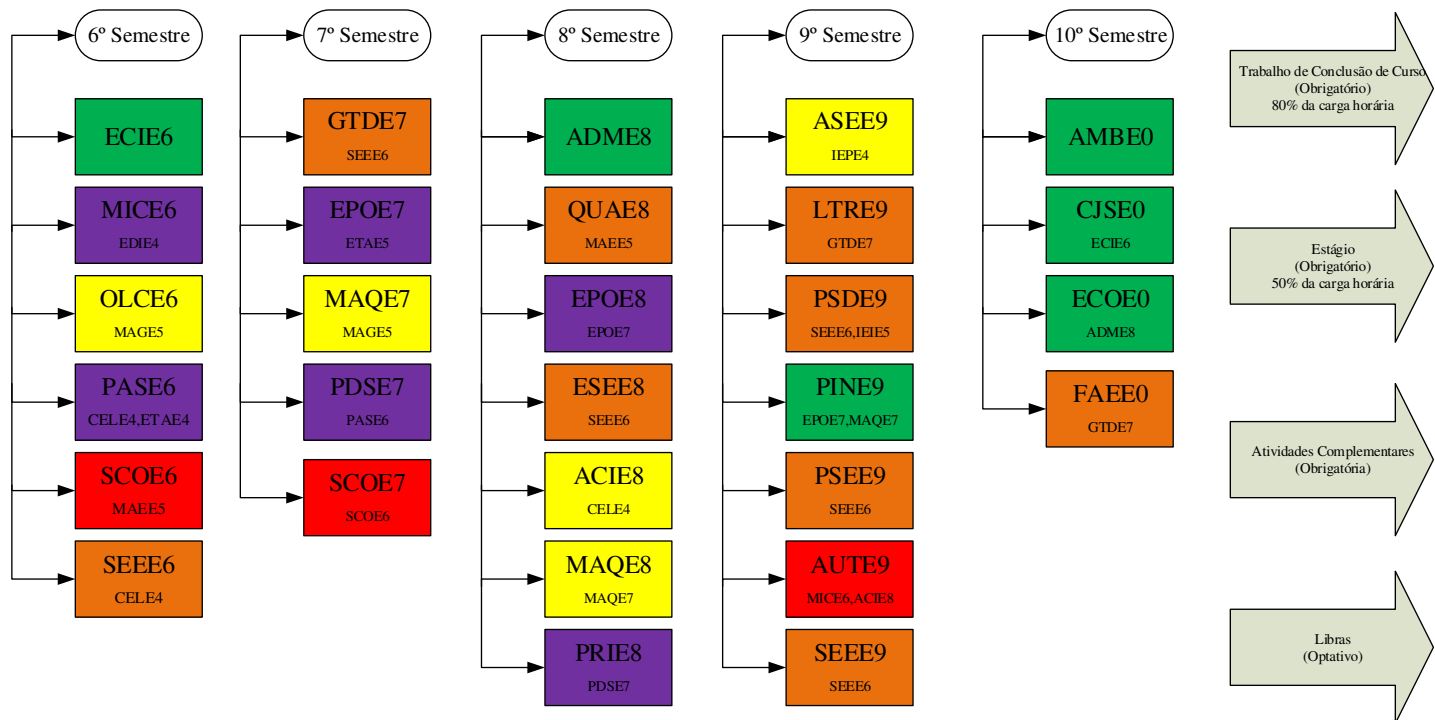 6º Semestre
ECIE6
MICE6
EDIE4
OLCE6
MAGE5
PASE6
CELE4,ETAE4
SCOE6
MAEE5
SEEE6
CELE4
7º Semestre
GTDE7
SEEE6
EPOE7
ETAE5
MAQE7
MAGE5
PDSE7
PASE6
SCOE7
SCOE6
8º Semestre
ADME8
QUAE8
MAEE5
EPOE8
EPOE7
ESEE8
SEEE6
ACIE8
CELE4
MAQE8
MAQE7
PRIE8
PDSE7
9º Semestre
ASEE9
IEPE4
LTRE9
GTDE7
PSDE9
SEEE6,IEIE5
PINE9
EPOE7,MAQE7
PSEE9
SEEE6
AUTE9
MICE6,ACIE8
SEEE9
SEEE6
10º Semestre
AMBE0
CJSE0
ECIE6
ECOE0
ADME8
FAEE0
GTDE7
Trabalho de Conclusão de Curso
(Obrigatório)
80% da carga horária
Estágio
(Obrigatório)
50% da carga horária
Atividades Complementares
(Obrigatória)
Libras
(Optativo)